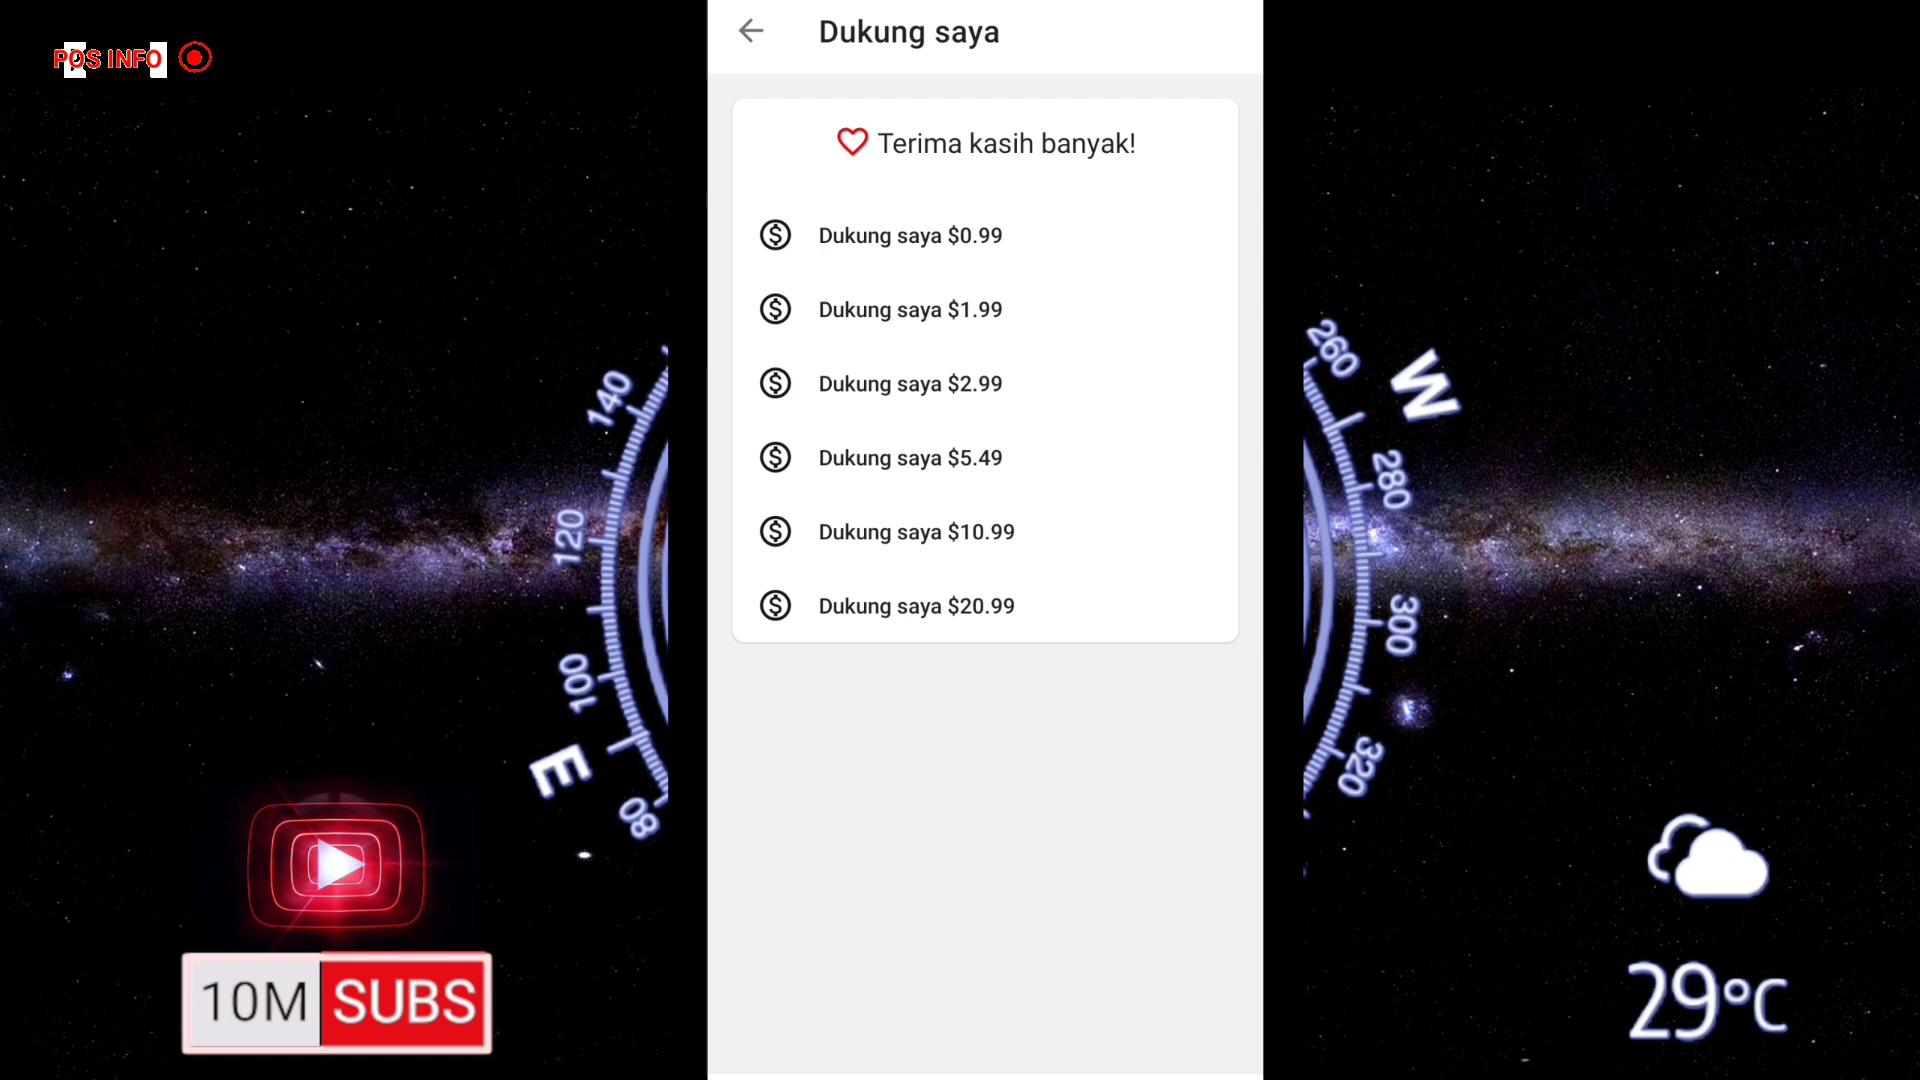 POS INFO
Dukung saya
Terima kasih banyak!
Dukung saya $0.99
Dukung saya $1.99
Dukung saya $2.99
Dukung saya $5.49
Dukung saya $10.99
Dukung saya $20.99
140
120
100
E
80
260
W
280
300
320
10M SUBS
29°C